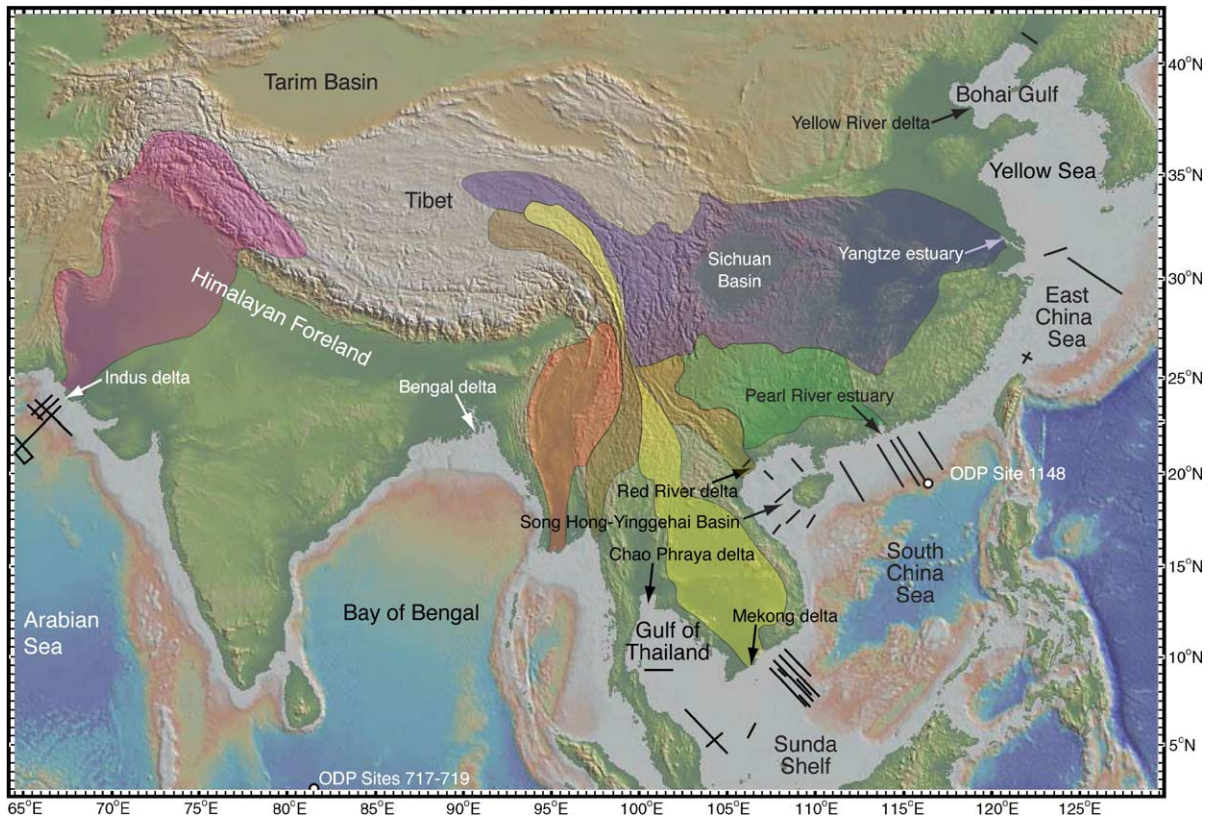 40°N
Tarim Basin
Bohai Gulf
Yellow River delta
Yellow Sea
35°N
Tibet
Yangtze estuary
Sichuan
Basin
30°N
Himalayan Foreland
East
China
Sea
Indus delta
Bengal delta
25°N
Pearl River estuary
ODP Site 1148
20°N
Red River delta
Song Hong-Yinggehai Basin
Chao Phraya delta
South
China
Sea
15°N
Arabian
Sea
Bay of Bengal
Mekong delta
Gulf of
Thailand
10°N
Sunda
Shelf
5°N
ODP Sites 717-719
65°E 70°E 75°E 80°E 85°E 90°E 95°E 100°E 105°E 110°E 115°E 120°E 125°E